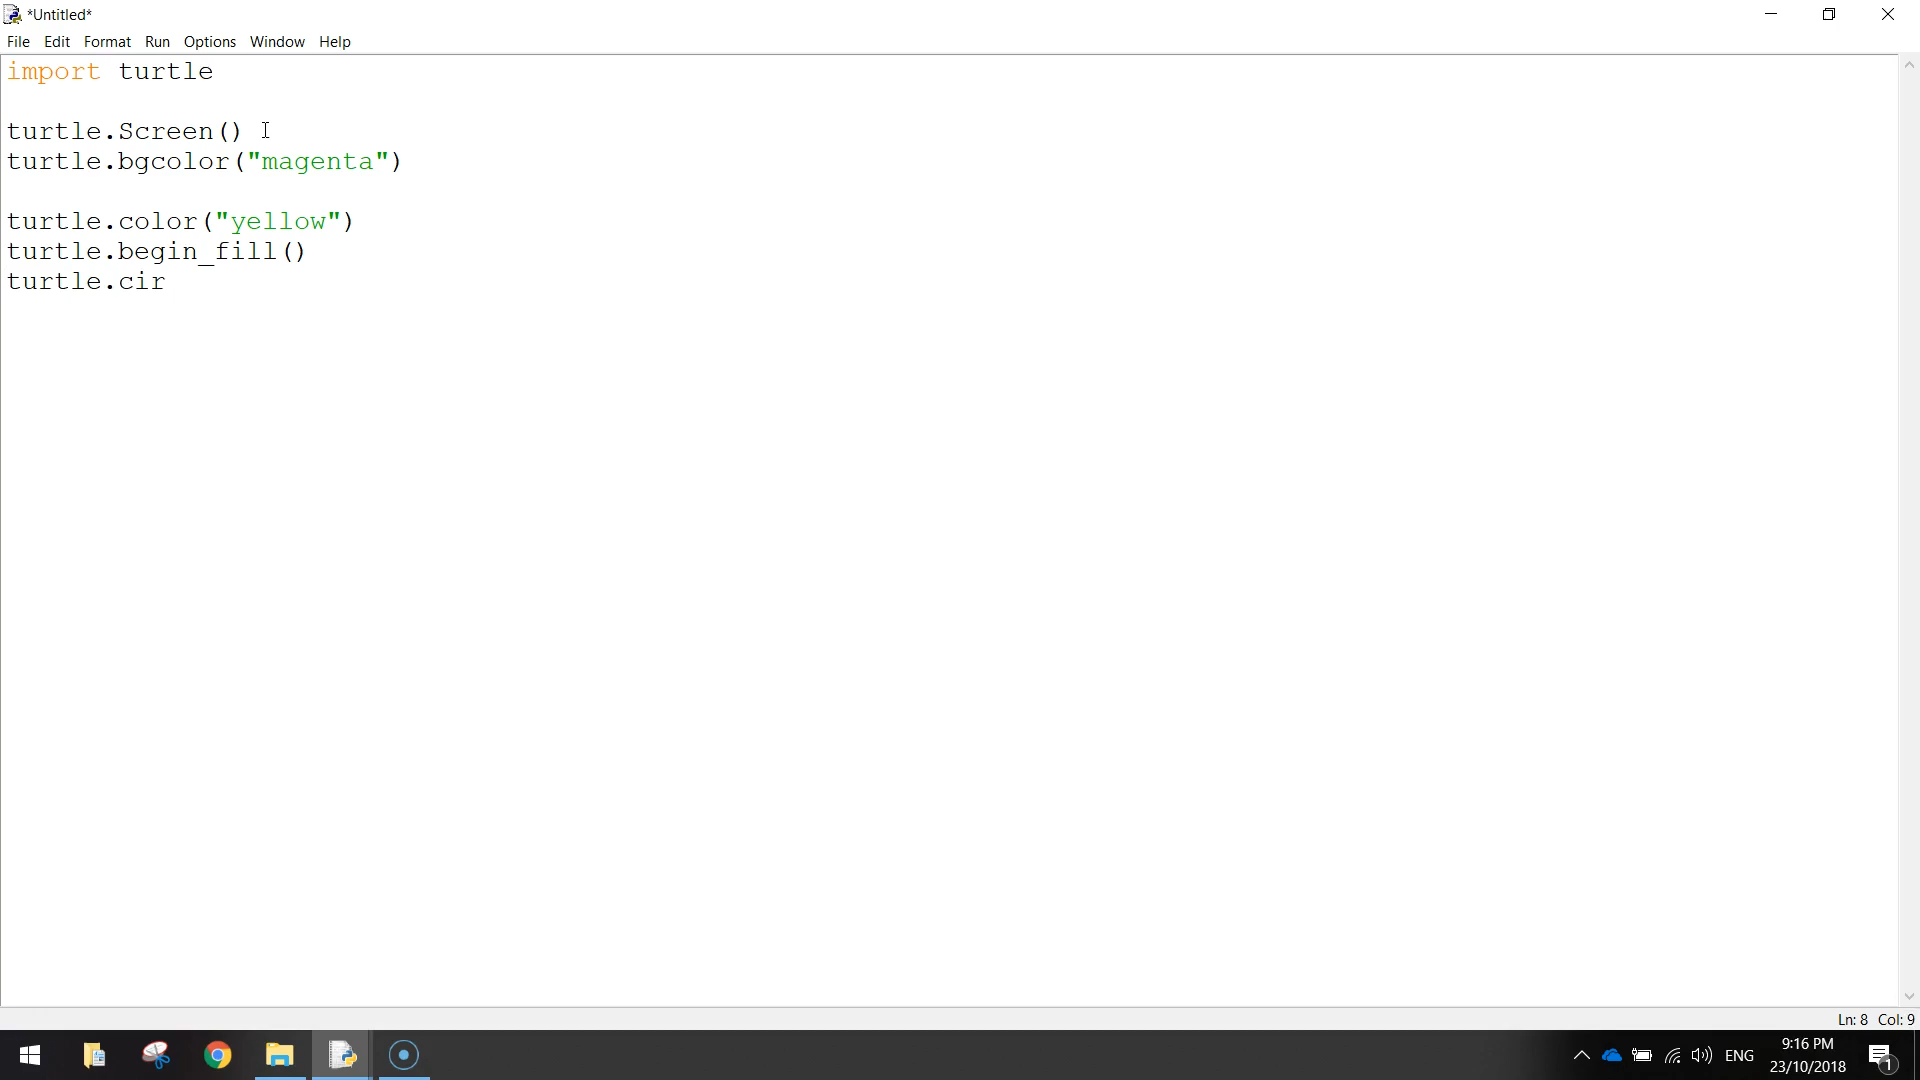 *Untitled*
File Edit Format Run Options Window Help
import turtle
turtle.Screen()
turtle.bgcolor("magenta")
turtle.color("yellow")
turtle.begin_fill()
turtle.cir
Ln: 8 Col: 9
ENG
9:16 PM
23/10/2018
1